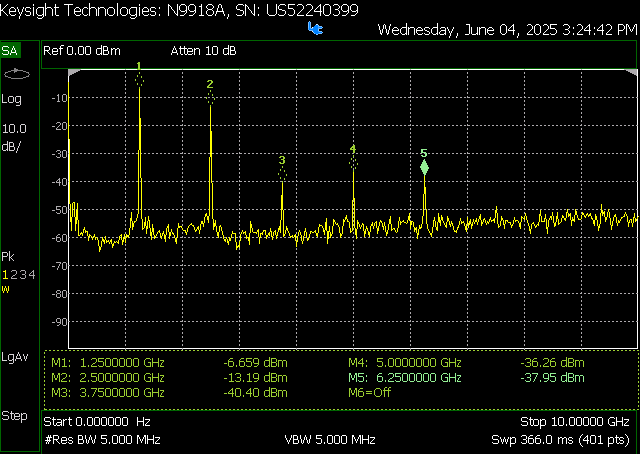 Keysight Technologies: N9918A, SN: US52240399
Wednesday, June 04, 2025 3:24:42 PM
SA
Ref 0.00 dBm Atten 10 dB
Log
10.0
dB/
Pk
1234
W
LgAv
Step
1
2
3
4
5
-10
-20
-30
-40
-50
-60
-70
-80
-90
M1: 1.2500000 GHz -6.659 dBm M4: 5.0000000 GHz -36.26 dBm
M2: 2.5000000 GHz -13.19 dBm M5: 6.2500000 GHz -37.95 dBm
M3: 3.7500000 GHz -40.40 dBm M6=Off
Start 0.000000 Hz Stop 10.00000 GHz
#Res BW 5.000 MHz VBW 5.000 MHz Swp 366.0 ms (401 pts)